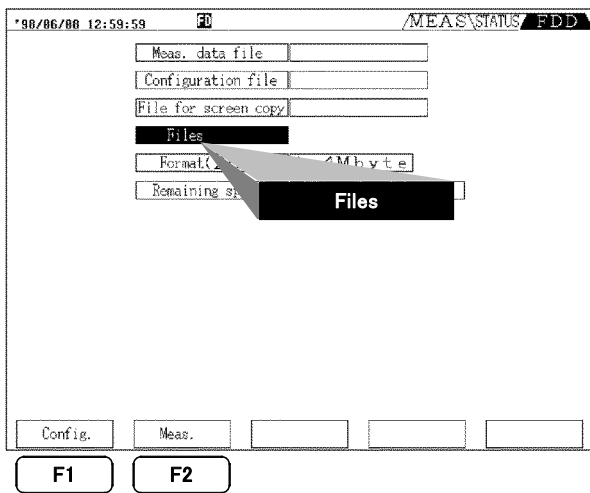 '98/06/08 12:59:59 FD /MEAS\STATUS/ FDD
Meas. data file
Configuration file
File for screen copy
Files
Format(
Mbyte
Remaining
Files
Config. Meas.
F1 F2